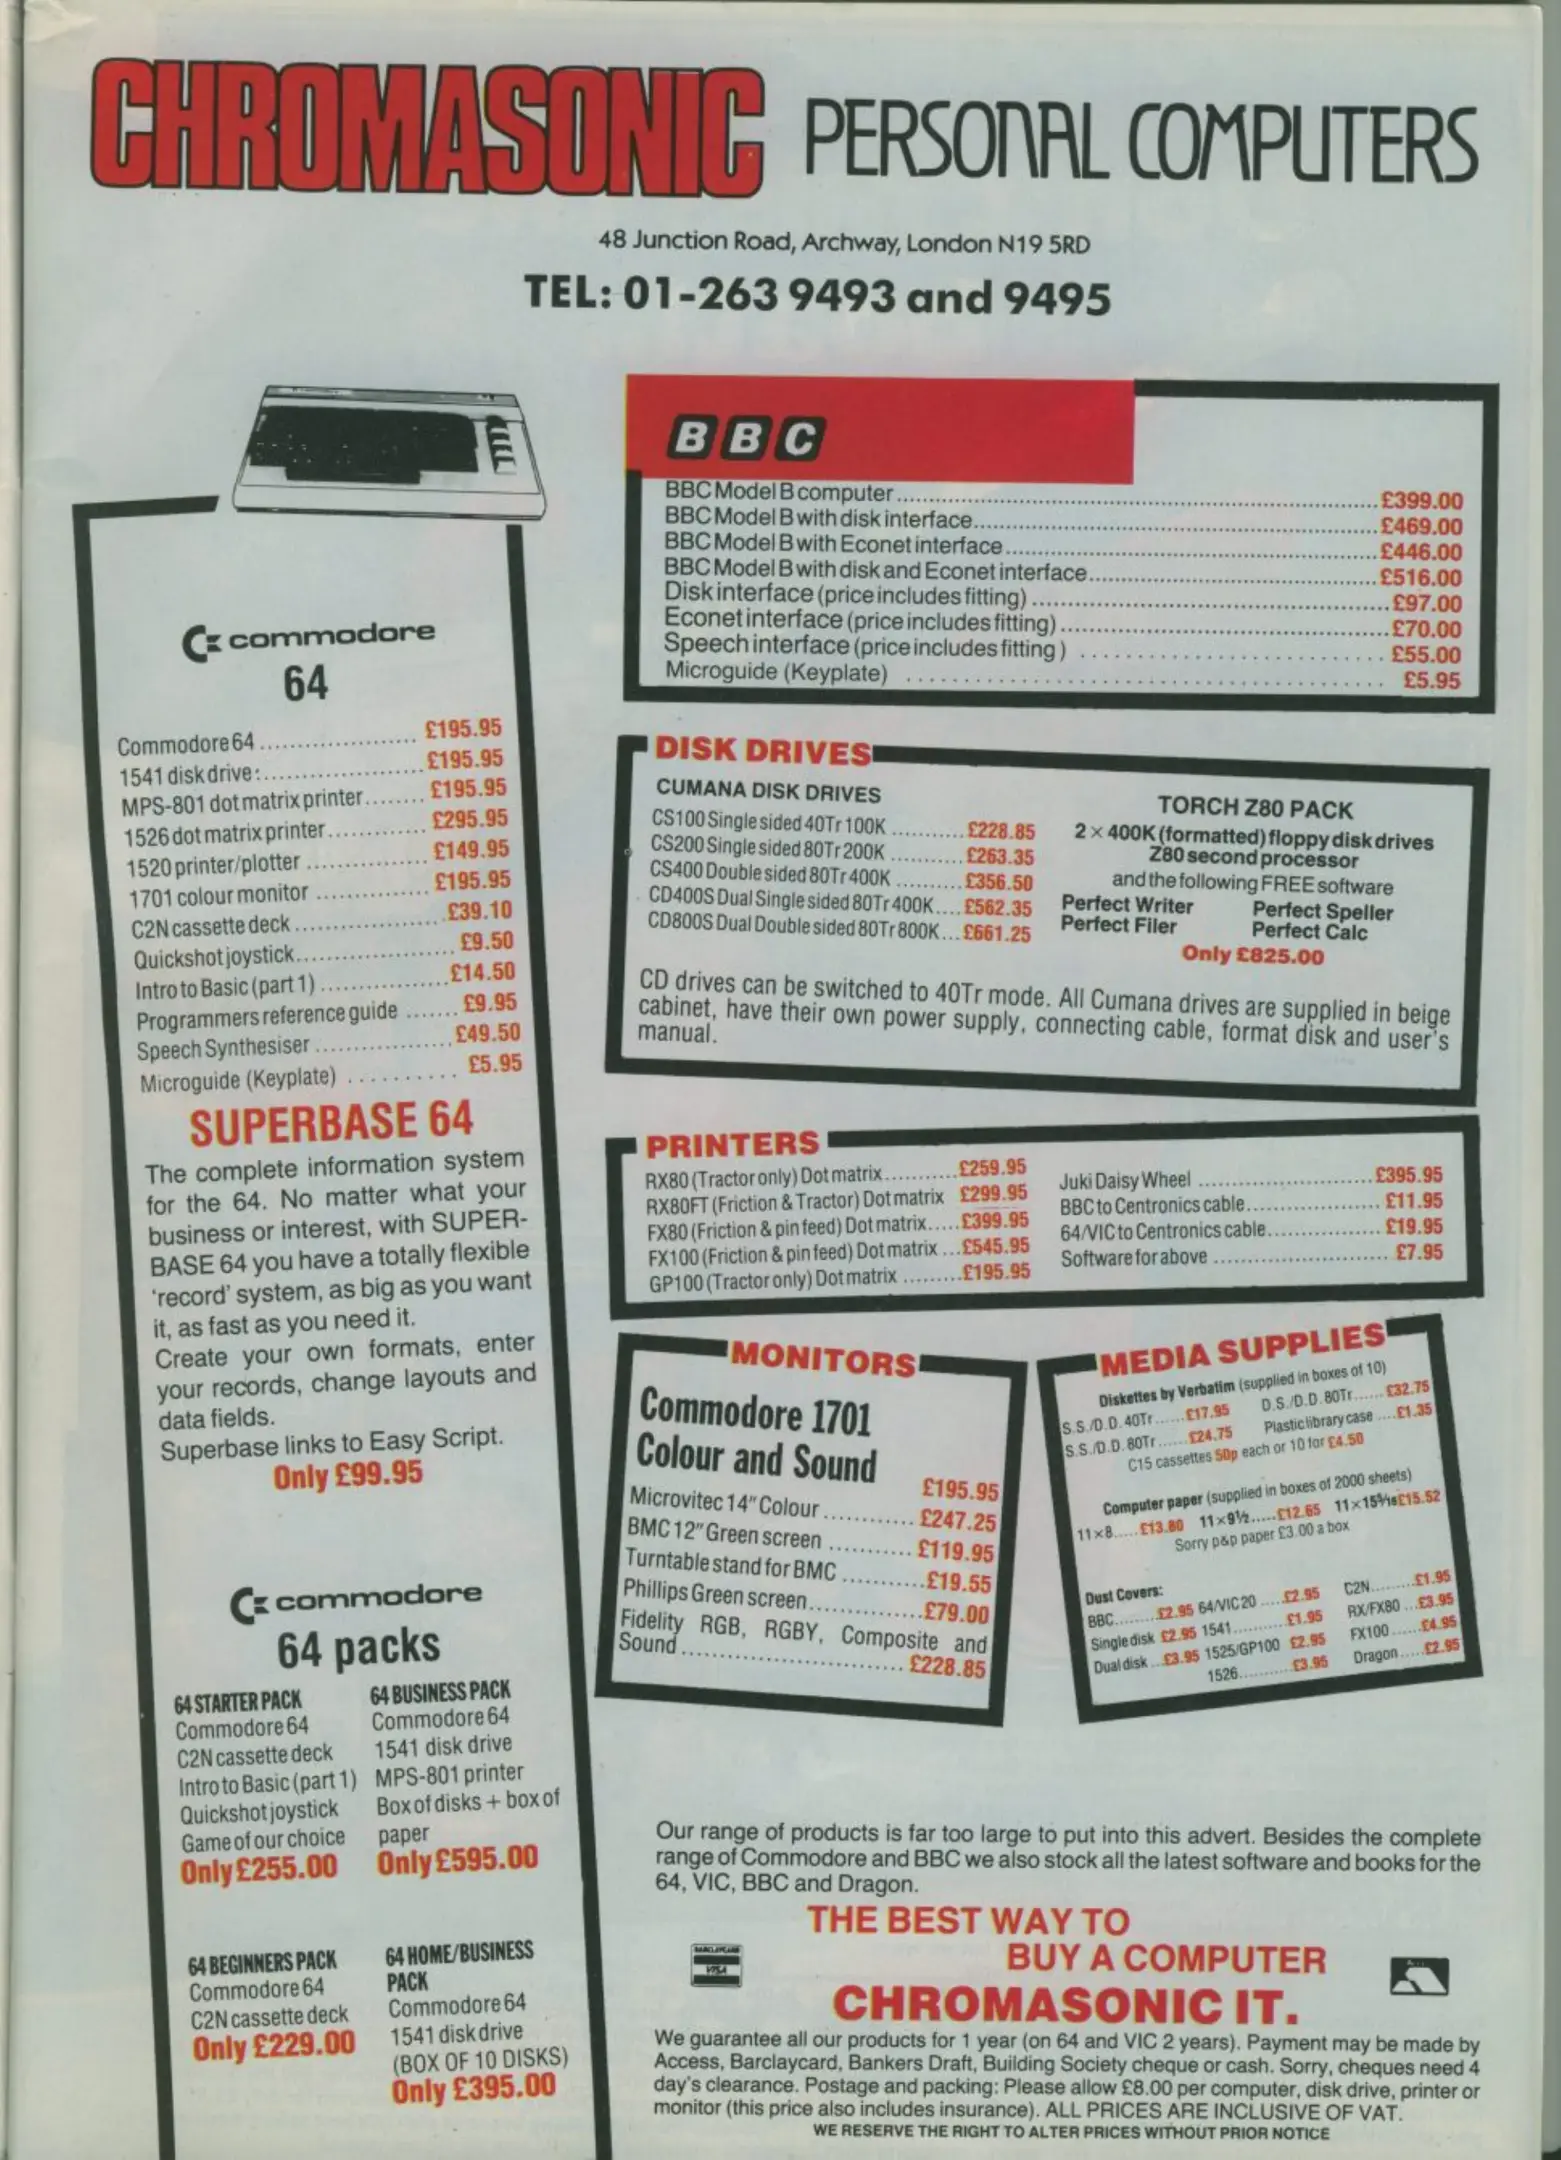 CHROMASONIC PERSONAL COMPUTERS
48 Junction Road, Archway, London N19 5RD
TEL: 01-263 9493 and 9495
commodore
64
Commodore 64 .................... £195.95
1541 disk drive: .................... £195.95
MPS-801 dot matrix printer ........ £195.95
1526 dot matrix printer ............. £295.95
1520 printer/plotter ................ £149.95
1701 colour monitor ............... £195.95
C2N cassette deck ................... £39.10
Quickshot joystick ..................... £9.50
Intro to Basic (part 1) ................. £14.50
Programmers reference guide ....... £9.95
Speech Synthesiser .................. £49.50
Microguide (Keyplate) .......... £5.95
SUPERBASE 64
The complete information system
for the 64. No matter what your
business or interest, with SUPER-
BASE 64 you have a totally flexible
'record' system, as big as you want
it, as fast as you need it.
Create your own formats, enter
your records, change layouts and
data fields.
Superbase links to Easy Script.
Only £99.95
commodore
64 packs
64 STARTER PACK
Commodore 64
C2N cassette deck
Intro to Basic (part 1)
Quickshot joystick
Game of our choice
Only £255.00
64 BUSINESS PACK
Commodore 64
1541 disk drive
MPS-801 printer
Box of disks + box of
paper
Only £595.00
64 BEGINNERS PACK
Commodore 64
C2N cassette deck
Only £229.00
64 HOME/BUSINESS
PACK
Commodore 64
1541 disk drive
(BOX OF 10 DISKS)
Only £395.00
BBC
BBC Model B computer .................... £399.00
BBC Model B with disk interface .................... £469.00
BBC Model B with Econet interface .................... £446.00
BBC Model B with disk and Econet interface .................... £516.00
Disk interface (price includes fitting) .................... £97.00
Econet interface (price includes fitting) .................... £70.00
Speech interface (price includes fitting ) .................... £55.00
Microguide (Keyplate) .................... £5.95
DISK DRIVES
CUMANA DISK DRIVES
CS100 Single sided 40Tr 100K ........... £228.85
CS200 Single sided 80Tr 200K ........... £263.35
CS400 Double sided 80Tr 400K .......... £356.50
CD400S Dual Single sided 80Tr 400K .... £562.35
CD800S Dual Double sided 80Tr 800K ... £661.25
TORCH Z80 PACK
2 × 400K (formatted) floppy disk drives
Z80 second processor
and the following FREE software
Perfect Writer Perfect Speller
Perfect Filer Perfect Calc
Only £825.00
CD drives can be switched to 40Tr mode. All Cumana drives are supplied in beige
cabinet, have their own power supply, connecting cable, format disk and user's
manual.
PRINTERS
RX80 (Tractor only) Dot matrix ........... £259.95
RX80FT (Friction & Tractor) Dot matrix £299.95
FX80 (Friction & pin feed) Dot matrix ..... £399.95
FX100 (Friction & pin feed) Dot matrix ... £545.95
GP100 (Tractor only) Dot matrix ......... £195.95
Juki Daisy Wheel .......................... £395.95
BBC to Centronics cable .................... £11.95
64/VIC to Centronics cable ................. £19.95
Software for above .......................... £7.95
MONITORS
Commodore 1701
Colour and Sound
£195.95
Microvitec 14" Colour ............ £247.25
BMC 12" Green screen ........... £119.95
Turntable stand for BMC ............ £19.55
Phillips Green screen ................ £79.00
Fidelity RGB, RGBY, Composite and
Sound ............................ £228.85
MEDIA SUPPLIES
Diskettes by Verbatim (supplied in boxes of 10)
S.S./D.D. 40Tr ...... £17.95 D.S./D.D. 80Tr ...... £32.75
S.S./D.D. 80Tr ...... £24.75 Plastic library case .... £1.35
C15 cassettes 50p each or 10 for £4.50
Computer paper (supplied in boxes of 2000 sheets)
11×8 ..... £13.80 11×9½ ..... £12.65 11×15⁵⁄₁₆ £15.52
Sorry p&p paper £3.00 a box
Dust Covers:
BBC ........ £2.95 64/VIC 20 ..... £2.95 C2N ......... £1.95
Single disk £2.95 1541 ........... £1.95 RX/FX80 ... £3.95
Dual disk ... £3.95 1525/GP100 £2.95 FX100 ...... £4.95
1526 ........... £3.95 Dragon ..... £2.95
Our range of products is far too large to put into this advert. Besides the complete
range of Commodore and BBC we also stock all the latest software and books for the
64, VIC, BBC and Dragon.
THE BEST WAY TO
BUY A COMPUTER
CHROMASONIC IT.
BARCLAYCARD
VISA
We guarantee all our products for 1 year (on 64 and VIC 2 years). Payment may be made by
Access, Barclaycard, Bankers Draft, Building Society cheque or cash. Sorry, cheques need 4
day's clearance. Postage and packing: Please allow £8.00 per computer, disk drive, printer or
monitor (this price also includes insurance). ALL PRICES ARE INCLUSIVE OF VAT.
WE RESERVE THE RIGHT TO ALTER PRICES WITHOUT PRIOR NOTICE